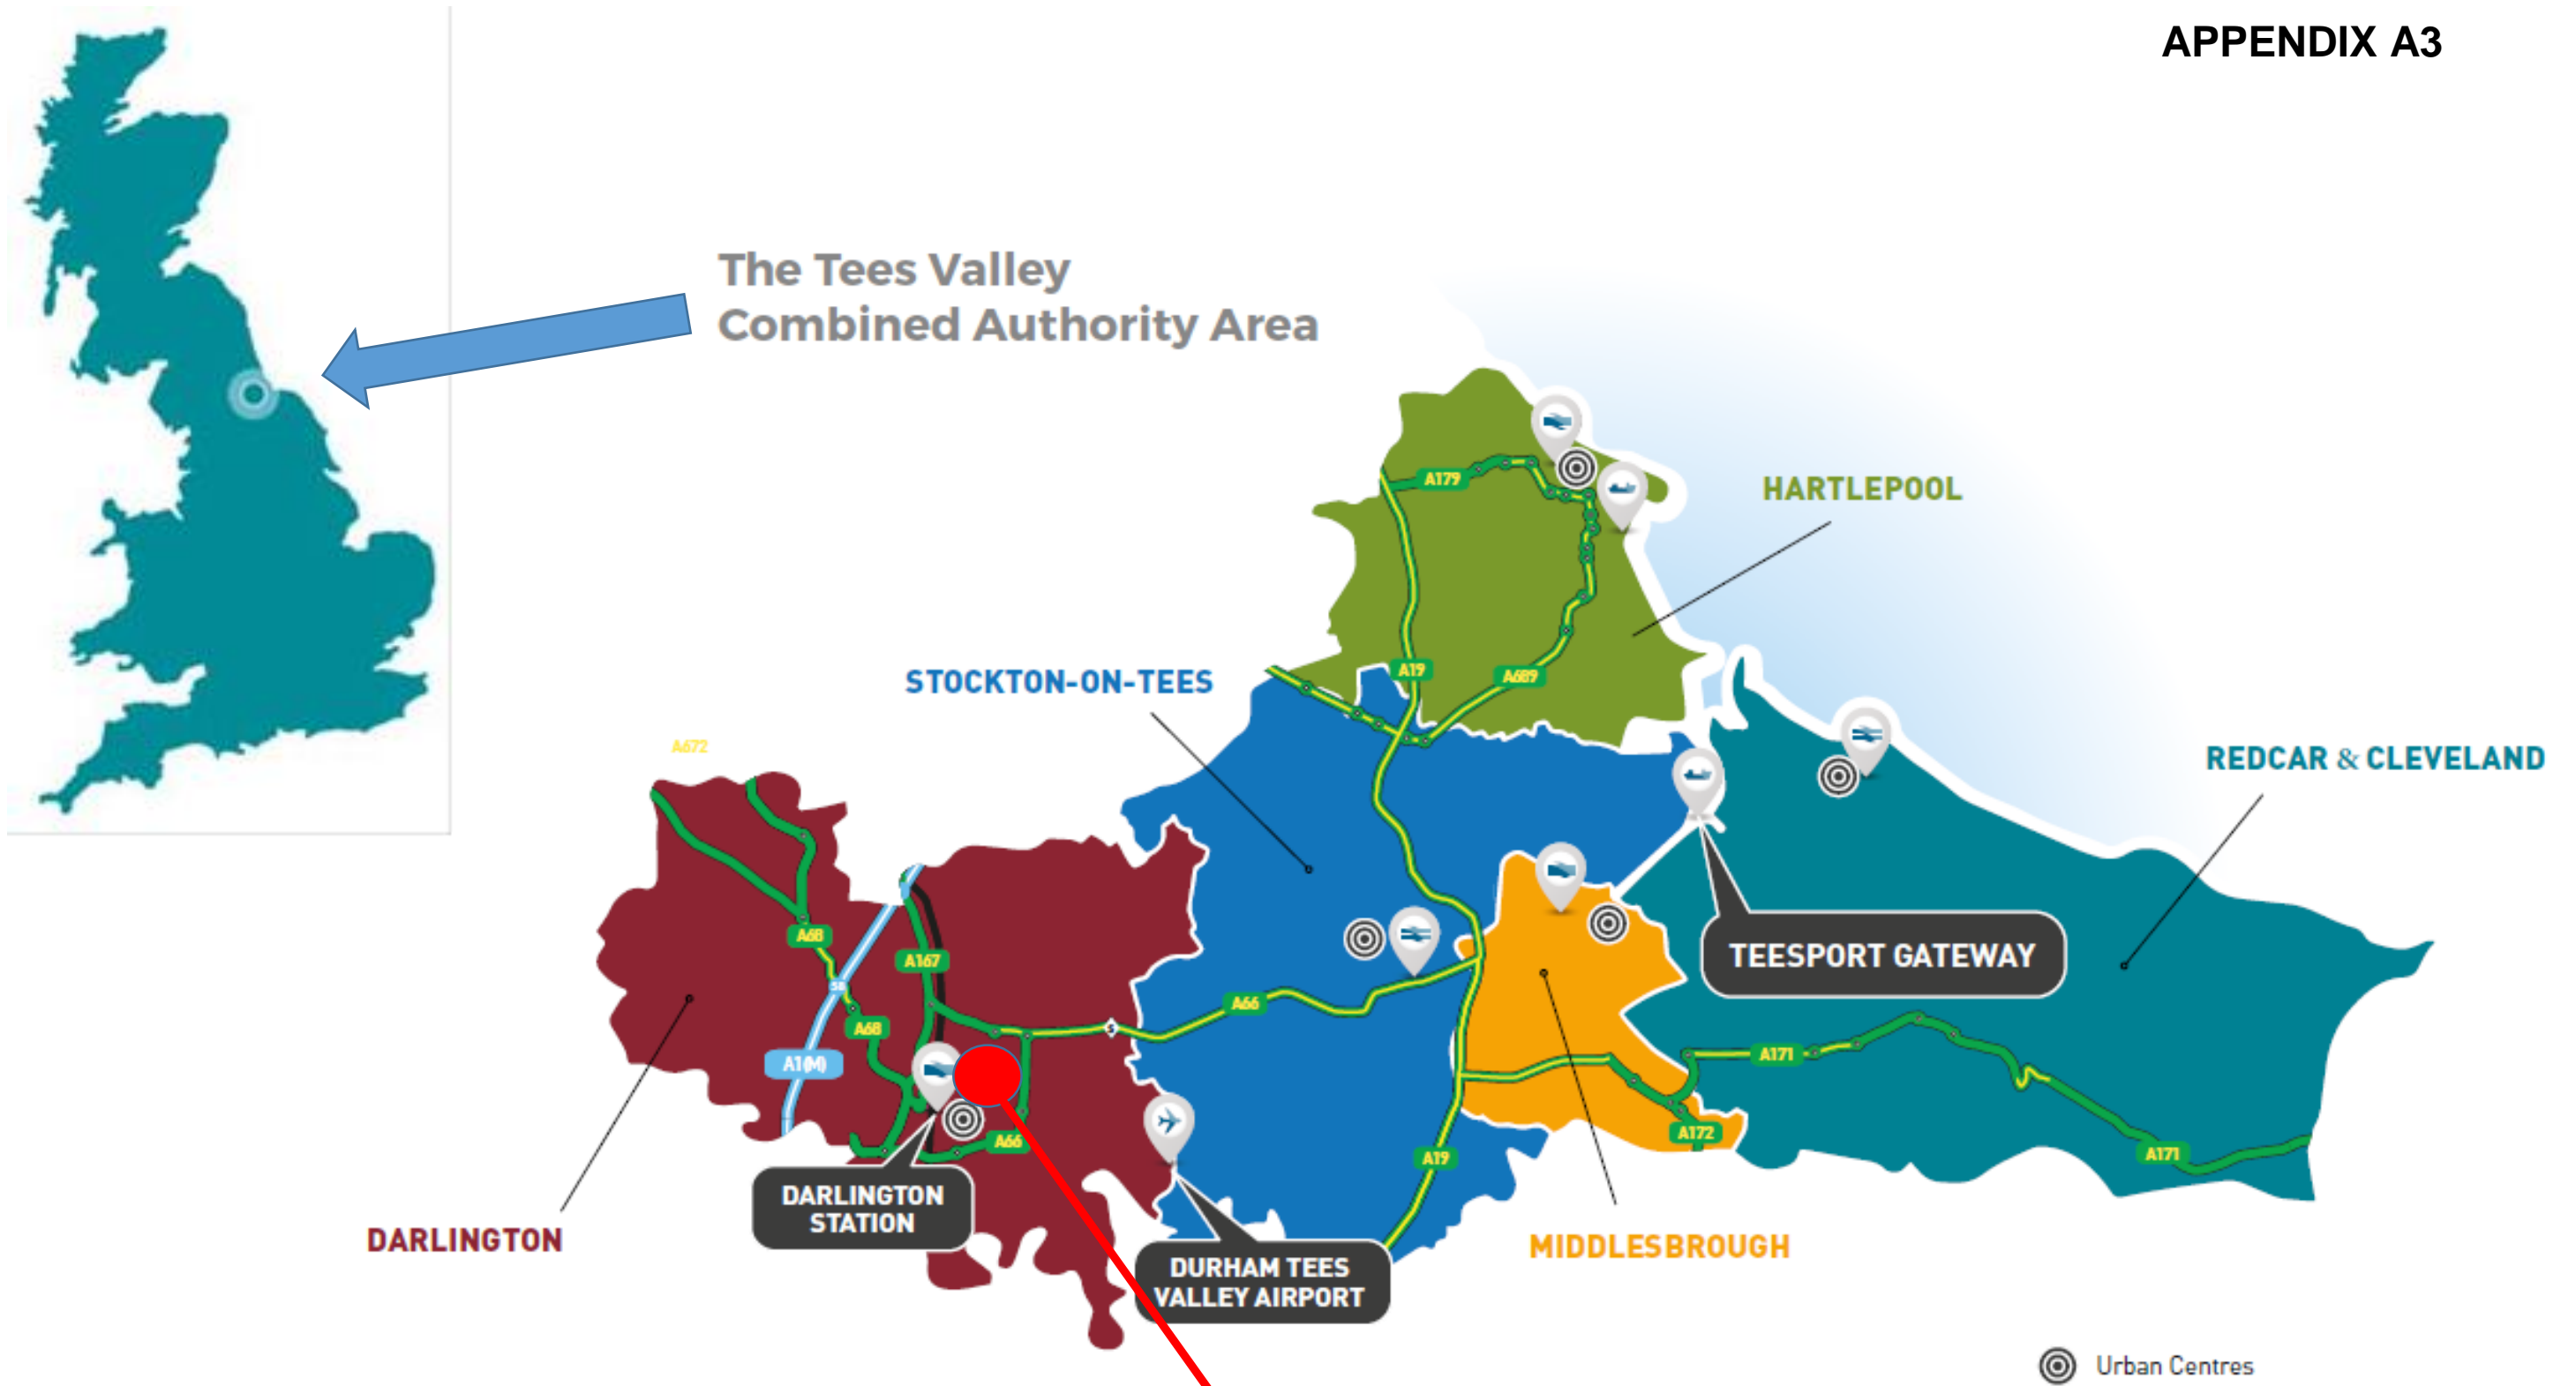 APPENDIX A3
The Tees Valley
Combined Authority Area
HARTLEPOOL
A179
STOCKTON-ON-TEES
A19
A689
A672
REDCAR & CLEVELAND
A68
A167
TEESPORT GATEWAY
A66
A68
A1(M)
58
S
A171
A66
A172
A19
A171
DARLINGTON
STATION
DARLINGTON
MIDDLESBROUGH
DURHAM TEES
VALLEY AIRPORT
Urban Centres